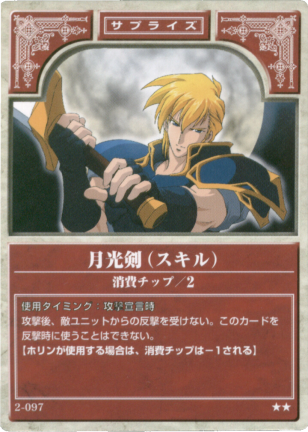 サプライズ
月光剣(スキル)
消費チップ/2
使用タイミング：攻撃宣言時
攻撃後、敵ユニットからの反撃を受けない。このカードを
反撃時に使うことはできない。
【ホリンが使用する場合は、消費チップは－1される】
2-097
★★